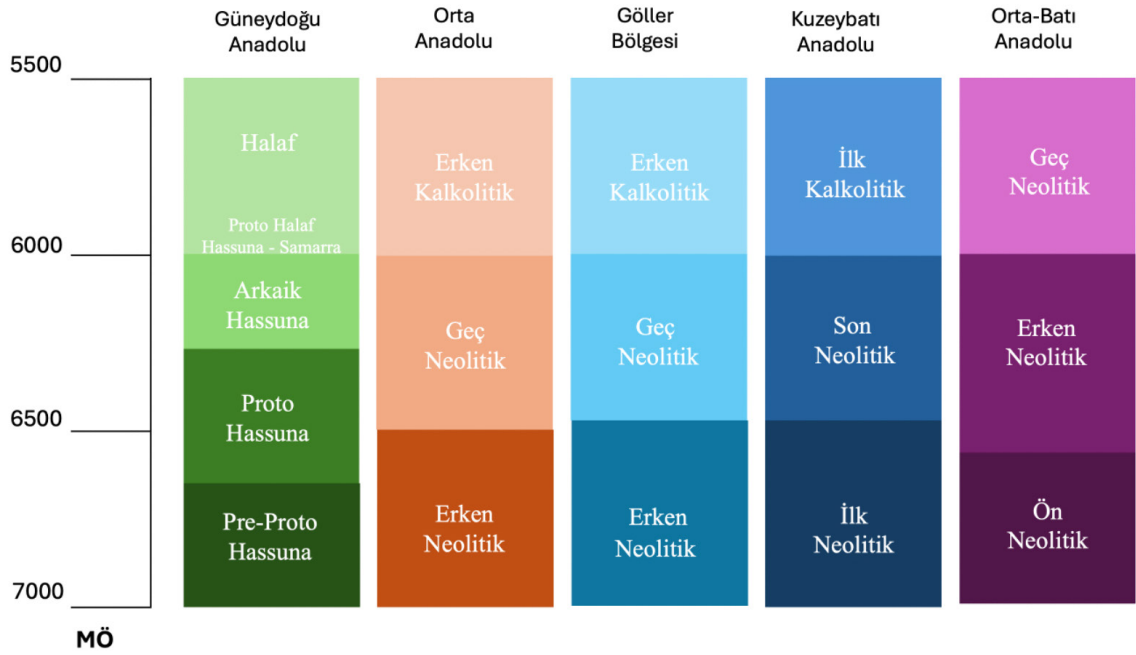 Güneydoğu
Anadolu
Orta
Anadolu
Göller
Bölgesi
Kuzeybatı
Anadolu
Orta-Batı
Anadolu
5500
6000
6500
7000
MÖ
Halaf
Proto Halaf
Hassuna - Samarra
Arkaik
Hassuna
Proto
Hassuna
Pre-Proto
Hassuna
Erken
Kalkolitik
Geç
Neolitik
Erken
Neolitik
Erken
Kalkolitik
Geç
Neolitik
Erken
Neolitik
İlk
Kalkolitik
Son
Neolitik
İlk
Neolitik
Geç
Neolitik
Erken
Neolitik
Ön
Neolitik